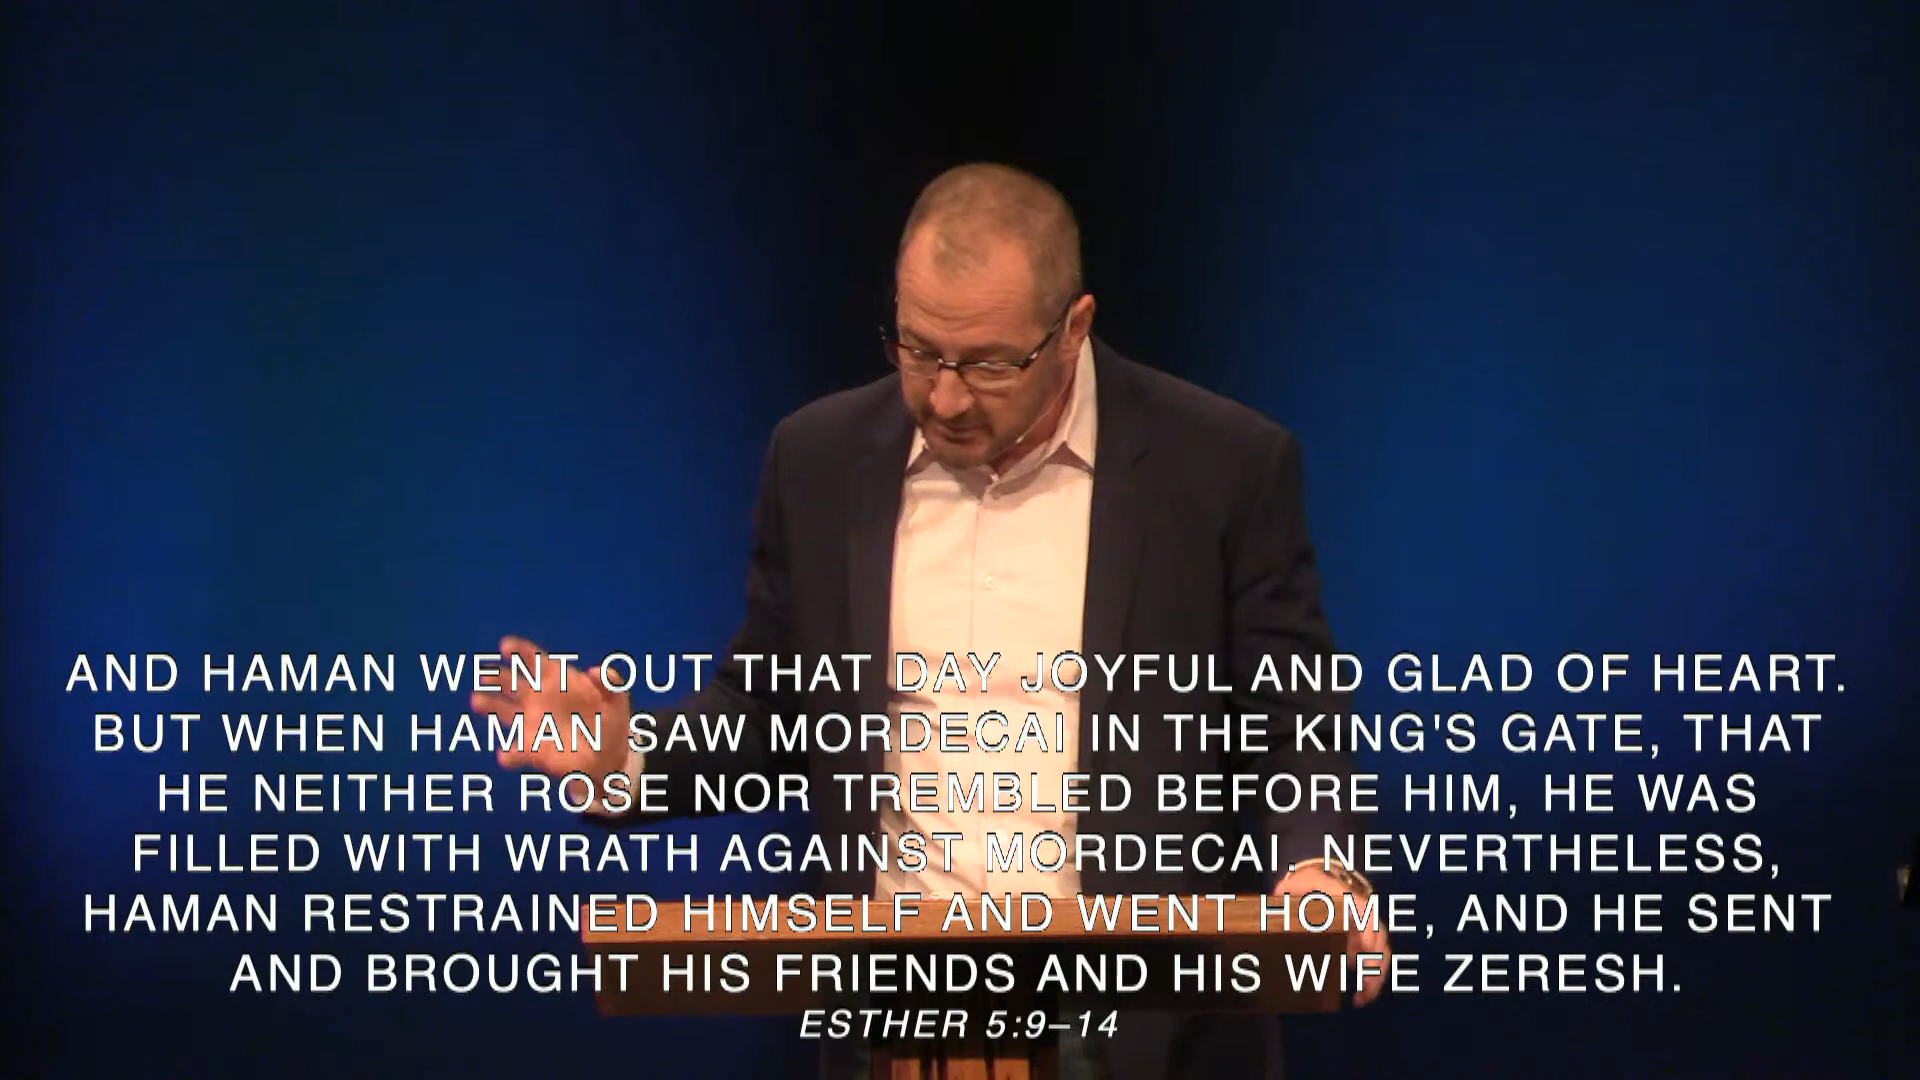 AND HAMAN WENT OUT THAT DAY JOYFUL AND GLAD OF HEART.
BUT WHEN HAMAN SAW MORDECAI IN THE KING'S GATE, THAT
HE NEITHER ROSE NOR TREMBLED BEFORE HIM, HE WAS
FILLED WITH WRATH AGAINST MORDECAI. NEVERTHELESS,
HAMAN RESTRAINED HIMSELF AND WENT HOME, AND HE SENT
AND BROUGHT HIS FRIENDS AND HIS WIFE ZERESH.
ESTHER 5:9–14